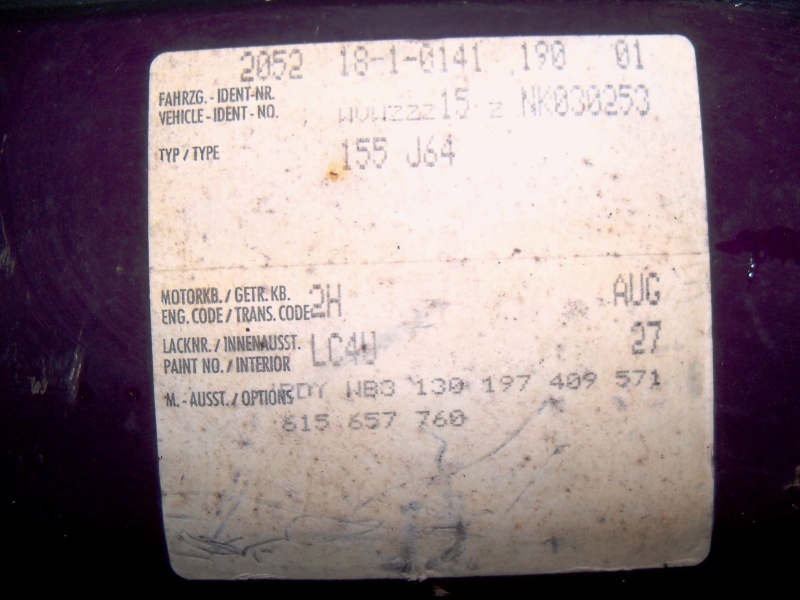 2052 18-1-0141 190 01
FAHRZG. - IDENT-NR.
VEHICLE - IDENT - NO. WVWZZZ 15 Z NK030253
TYP / TYPE 155 J64
MOTORKB. / GETR. KB.
ENG. CODE / TRANS. CODE 2H AUG
LACKNR. / INNENAUSST.
PAINT NO. / INTERIOR LC4U 27
M. - AUSST. / OPTIONS WB3 130 197 409 571
615 657 760